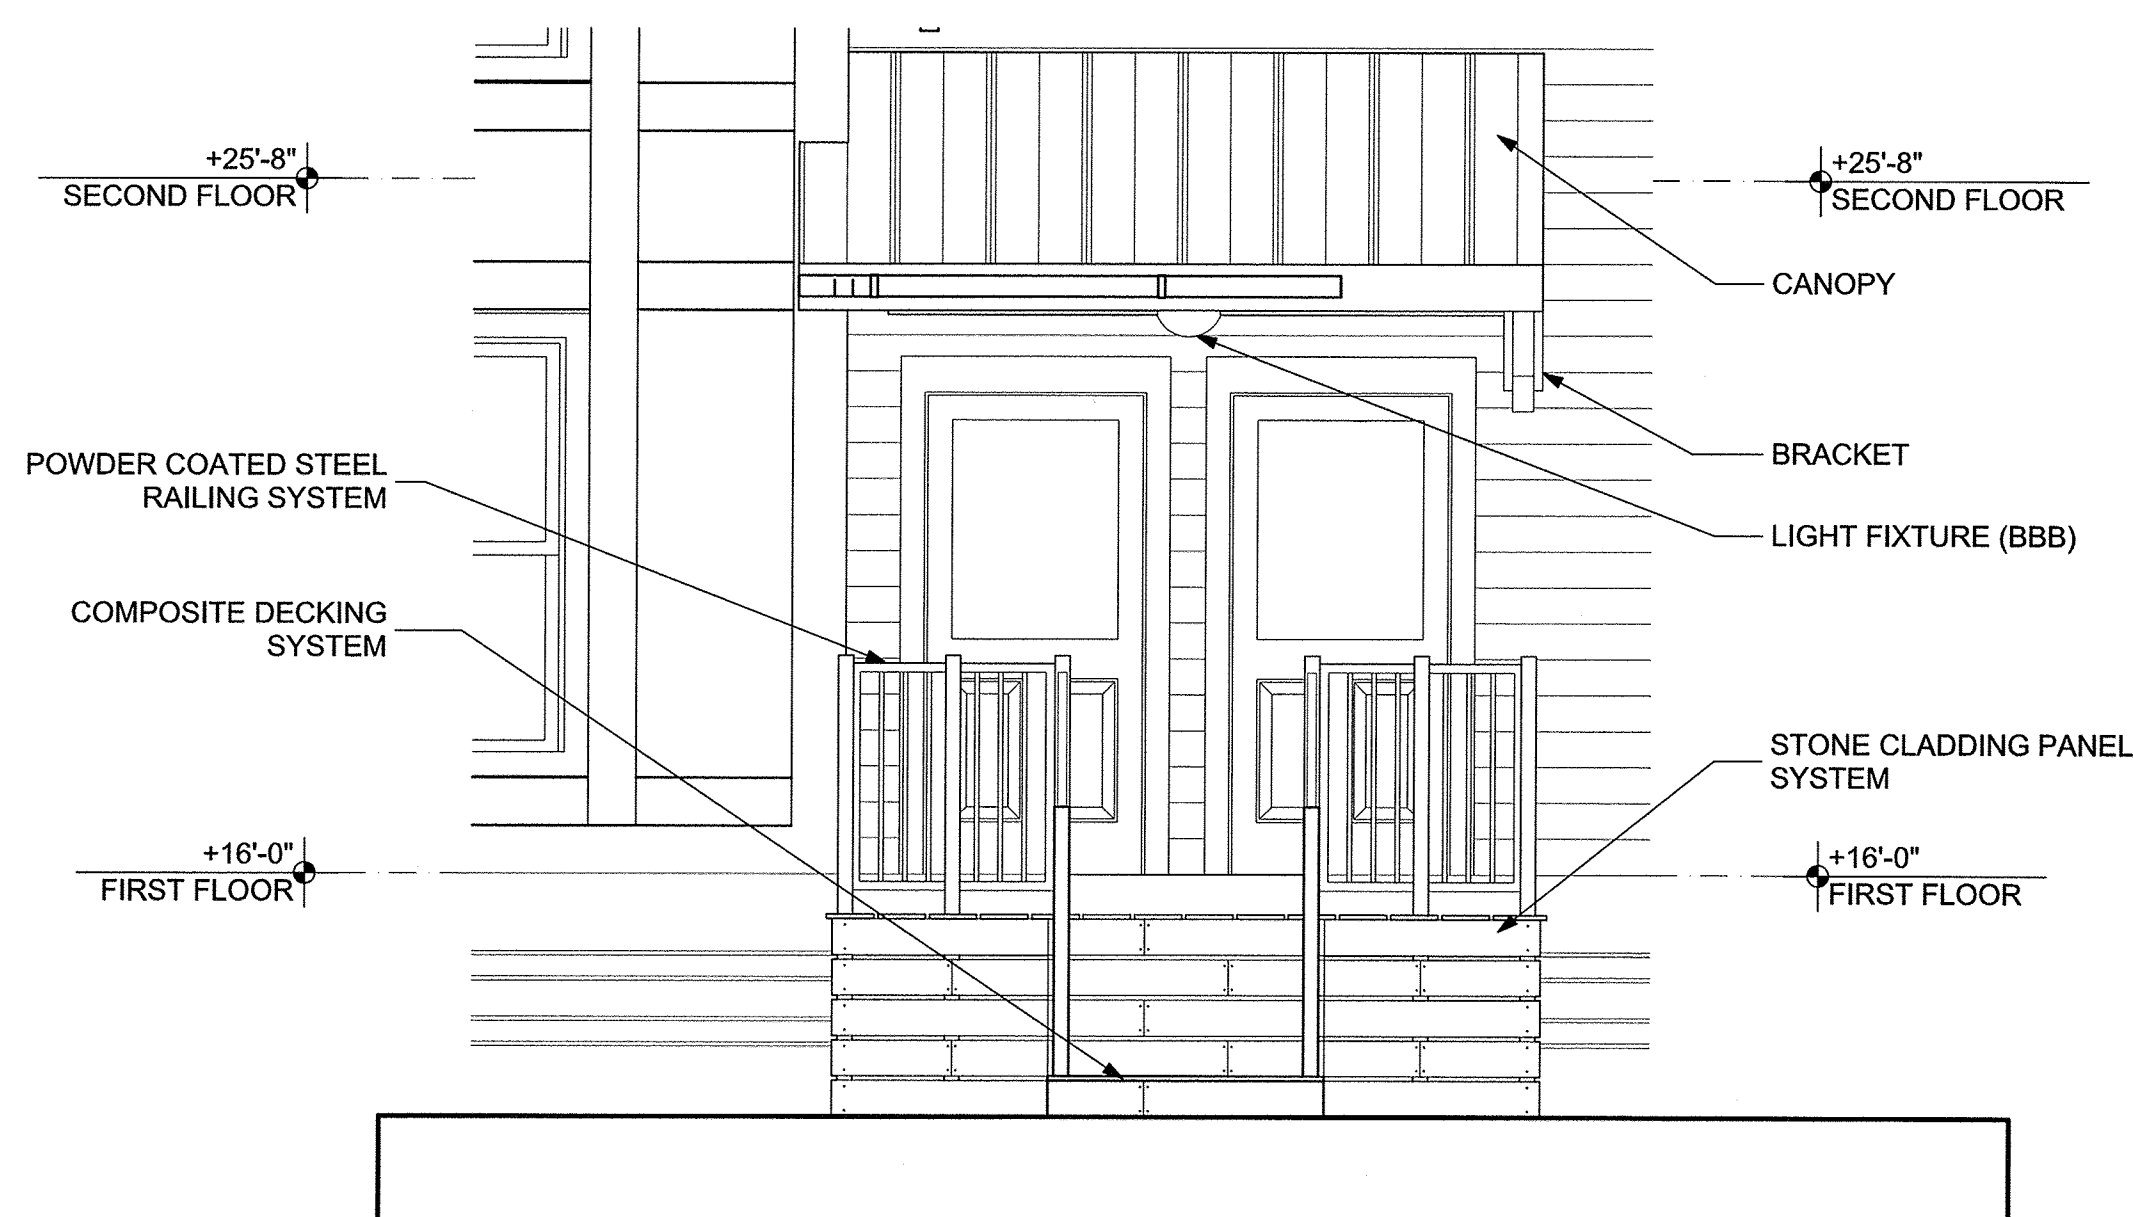 +25'-8"
SECOND FLOOR
+25'-8"
SECOND FLOOR
CANOPY
BRACKET
POWDER COATED STEEL
RAILING SYSTEM
LIGHT FIXTURE (BBB)
COMPOSITE DECKING
SYSTEM
STONE CLADDING PANEL
SYSTEM
+16'-0"
FIRST FLOOR
+16'-0"
FIRST FLOOR